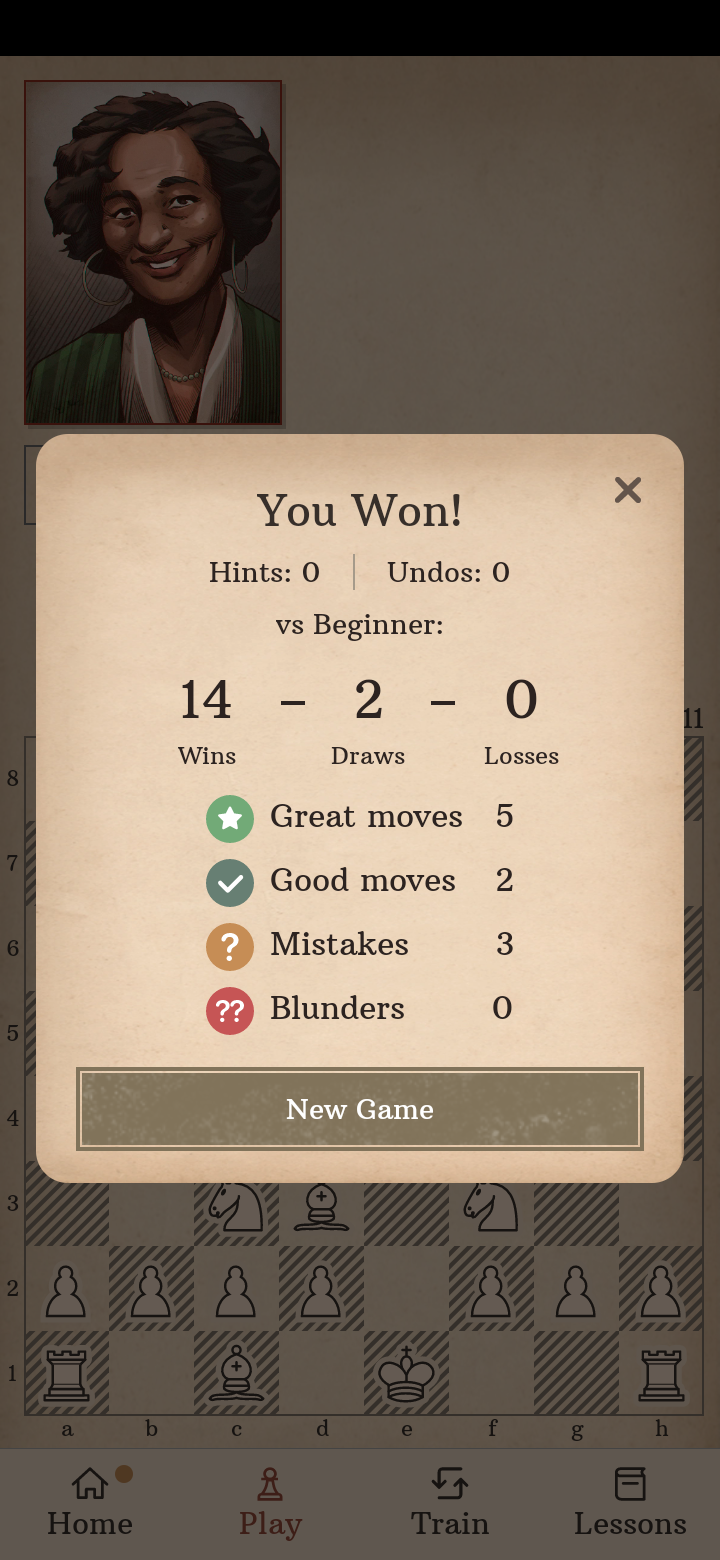 You Won!
Hints: 0 Undos: 0
vs Beginner:
14 – 2 – 0
Wins Draws Losses
Great moves 5
Good moves 2
? Mistakes 3
?? Blunders 0
New Game
11
8
7
6
5
4
3
2
1
a b c d e f g h
Home Play Train Lessons